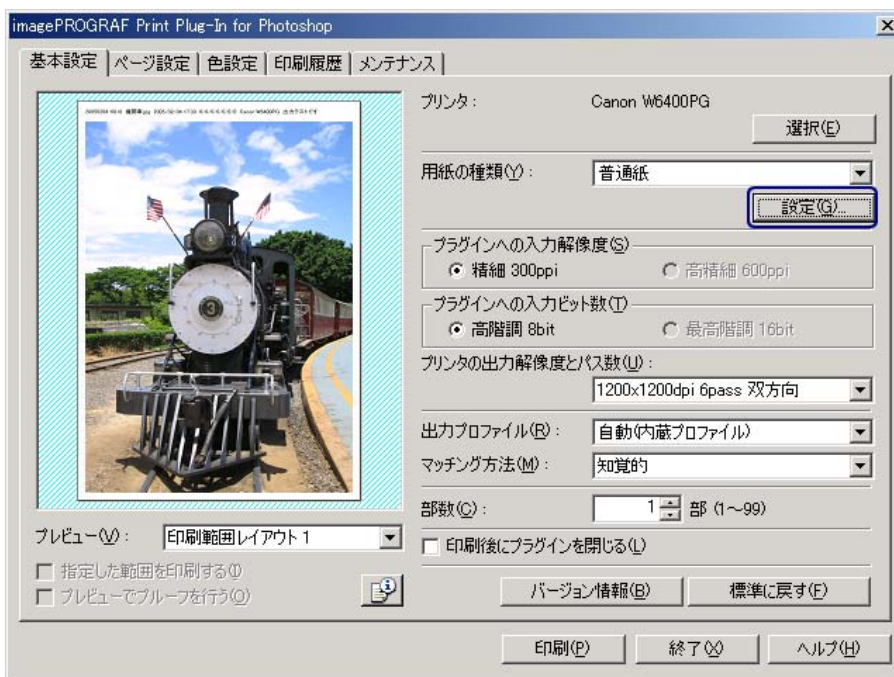 imagePROGRAF Print Plug-In for Photoshop
基本設定 ページ設定 色設定 印刷履歴 メンテナンス
プリンタ： Canon W6400PG
選択(E)
用紙の種類(Y)： 普通紙
設定(G)...
プラグインへの入力解像度(S)
精細 300ppi 高精細 600ppi
プラグインへの入力ビット数(T)
高階調 8bit 最高階調 16bit
プリンタの出力解像度とパス数(U)：
1200x1200dpi 6pass 双方向
出力プロファイル(R)： 自動(内蔵プロファイル)
マッチング方法(M)： 知覚的
部数(C)： 1 部 (1～99)
印刷後にプラグインを閉じる(L)
プレビュー(V)： 印刷範囲レイアウト 1
指定した範囲を印刷する(I)
プレビューでプルーフを行う(O)
バージョン情報(B) 標準に戻す(F)
印刷(P) 終了(X) ヘルプ(H)
3